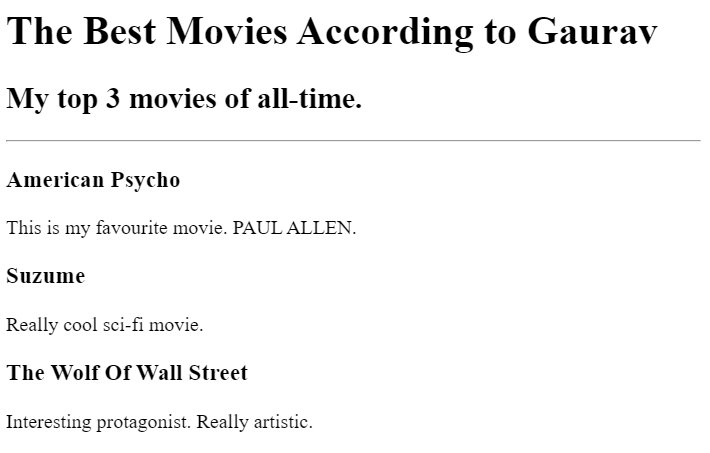 The Best Movies According to Gaurav
My top 3 movies of all-time.
American Psycho
This is my favourite movie. PAUL ALLEN.
Suzume
Really cool sci-fi movie.
The Wolf Of Wall Street
Interesting protagonist. Really artistic.